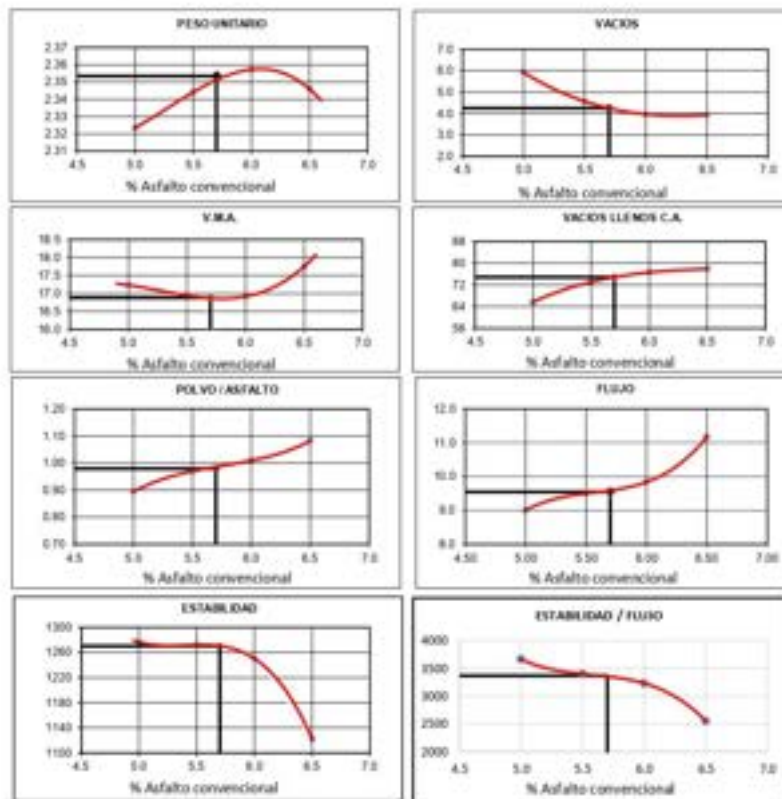 PESO UNITARIO
2.37
2.36
2.35
2.34
2.33
2.32
2.31
4.5 5.0 5.5 6.0 6.5 7.0
% Asfalto convencional
VACIOS
7.0
6.0
5.0
4.0
3.0
2.0
4.5 5.0 5.5 6.0 6.5 7.0
% Asfalto convencional
V.M.A.
18.5
18.0
17.5
17.0
16.5
16.0
4.5 5.0 5.5 6.0 6.5 7.0
% Asfalto convencional
VACIOS LLENOS C.A.
88
80
72
64
56
4.5 5.0 5.5 6.0 6.5 7.0
% Asfalto convencional
POLVO / ASFALTO
1.20
1.10
1.00
0.90
0.80
0.70
4.5 5.0 5.5 6.0 6.5 7.0
% Asfalto convencional
FLUJO
12.0
11.0
10.0
9.0
8.0
4.50 5.00 5.50 6.00 6.50 7.00
% Asfalto convencional
ESTABILIDAD
1300
1260
1220
1180
1140
1100
4.5 5.0 5.5 6.0 6.5 7.0
% Asfalto convencional
ESTABILIDAD / FLUJO
4000
3500
3000
2500
2000
4.5 5.0 5.5 6.0 6.5 7.0
% Asfalto convencional